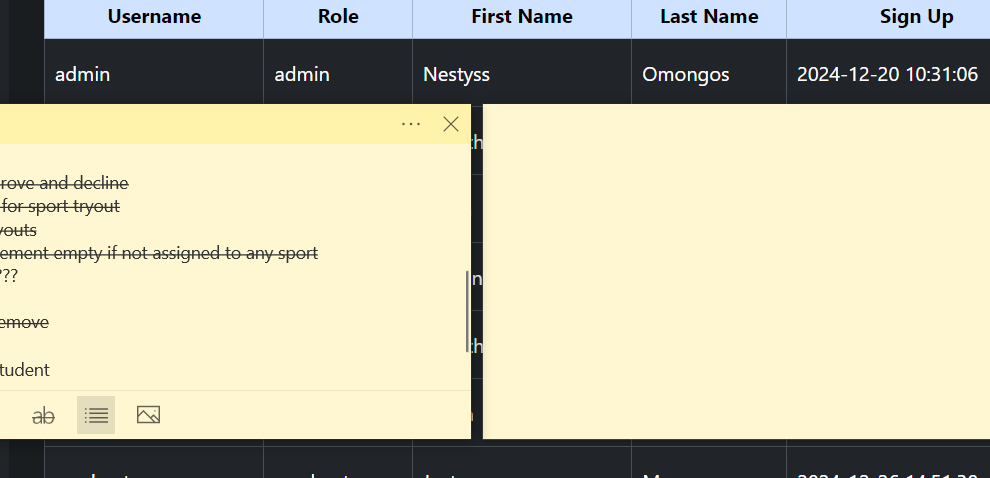 Username Role First Name Last Name Sign Up
admin admin Nestyss Omongos 2024-12-20 10:31:06
rove and decline
for sport tryout
youts
ement empty if not assigned to any sport
???
emove
tudent
ab